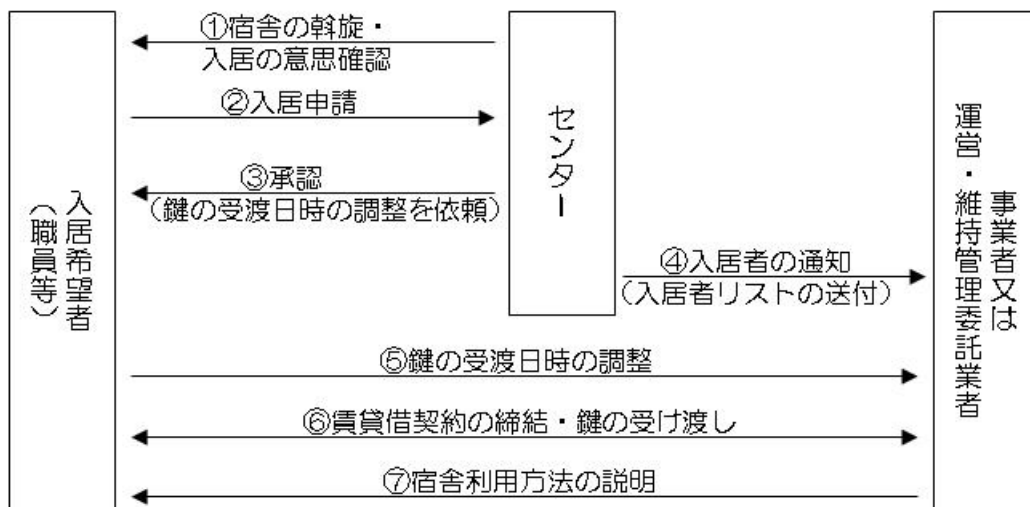 ①宿舎の斡旋・
入居の意思確認
②入居申請
③承認
（鍵の受渡日時の調整を依頼）
④入居者の通知
（入居者リストの送付）
⑤鍵の受渡日時の調整
⑥賃貸借契約の締結・鍵の受け渡し
⑦宿舎利用方法の説明
入居希望者
（職員等）
センター
事業者又は
運営・維持管理委託業者